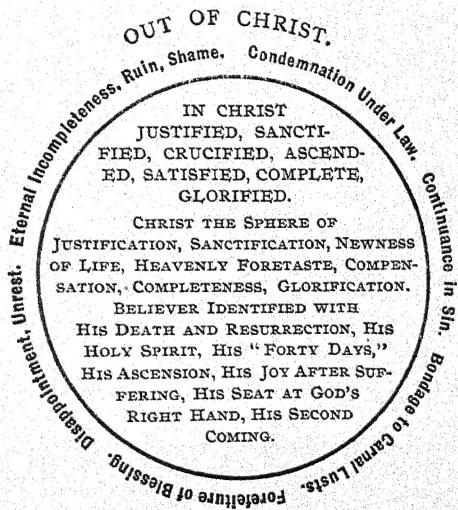 OUT OF CHRIST.
Condemnation Under Law. Continuance in Sin. Bondage to Carnal Lusts. Forefeiture of Blessing. Disappointment, Unrest. Eternal Incompleteness, Ruin, Shame.
IN CHRIST
JUSTIFIED, SANCTI-
FIED, CRUCIFIED, ASCEND-
ED, SATISFIED, COMPLETE,
GLORIFIED.
CHRIST THE SPHERE OF
JUSTIFICATION, SANCTIFICATION, NEWNESS
OF LIFE, HEAVENLY FORETASTE, COMPEN-
SATION, COMPLETENESS, GLORIFICATION.
BELIEVER IDENTIFIED WITH
HIS DEATH AND RESURRECTION, HIS
HOLY SPIRIT, HIS "FORTY DAYS,"
HIS ASCENSION, HIS JOY AFTER SUF-
FERING, HIS SEAT AT GOD'S
RIGHT HAND, HIS SECOND
COMING.